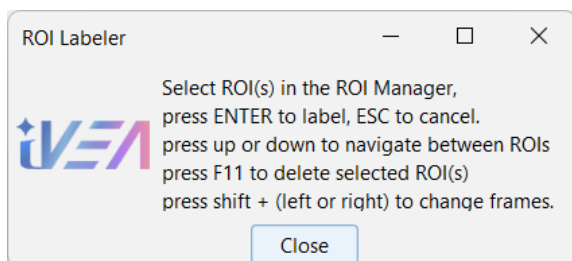 ROI Labeler
Select ROI(s) in the ROI Manager,
press ENTER to label, ESC to cancel.
iVEA
press up or down to navigate between ROIs
press F11 to delete selected ROI(s)
press shift + (left or right) to change frames.
Close